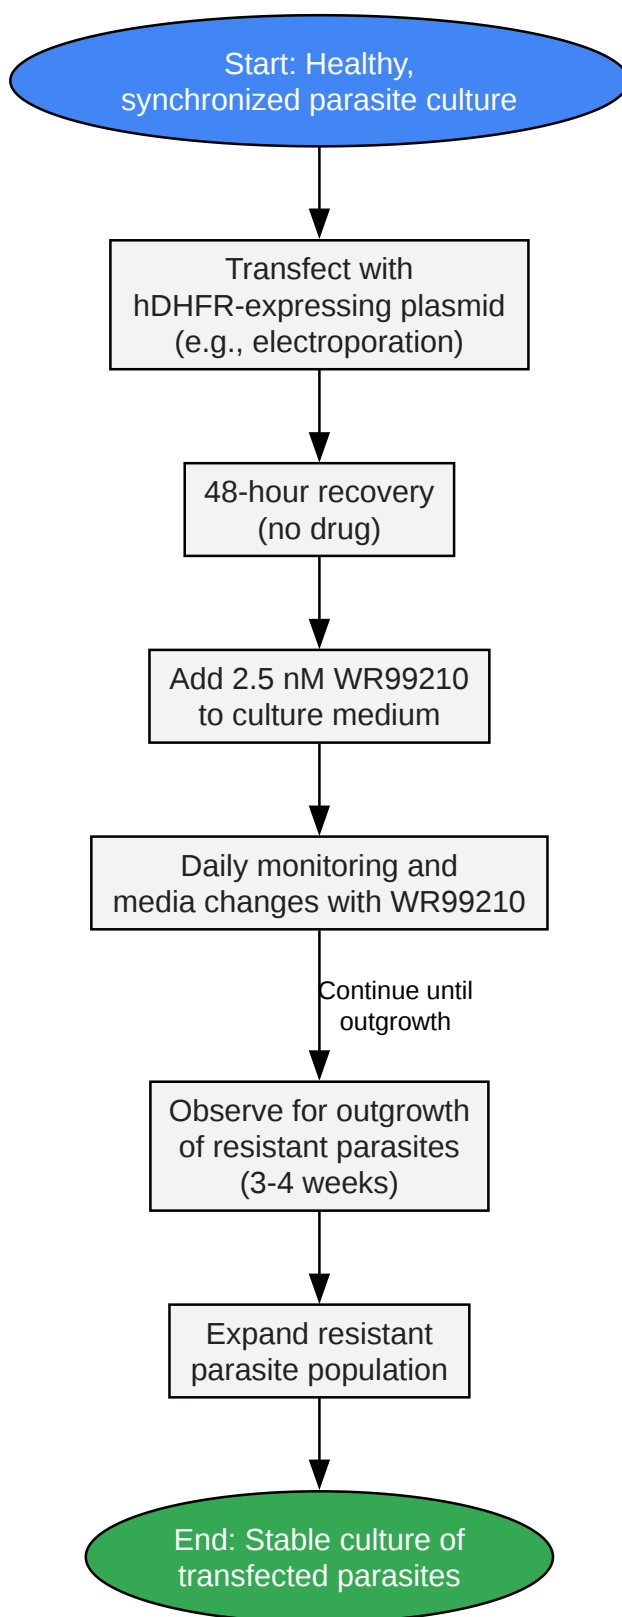 Start: Healthy,
synchronized parasite culture
Transfect with
hDHFR-expressing plasmid
(e.g., electroporation)
48-hour recovery
(no drug)
Add 2.5 nM WR99210
to culture medium
Daily monitoring and
media changes with WR99210
Continue until
outgrowth
Observe for outgrowth
of resistant parasites
(3-4 weeks)
Expand resistant
parasite population
End: Stable culture of
transfected parasites